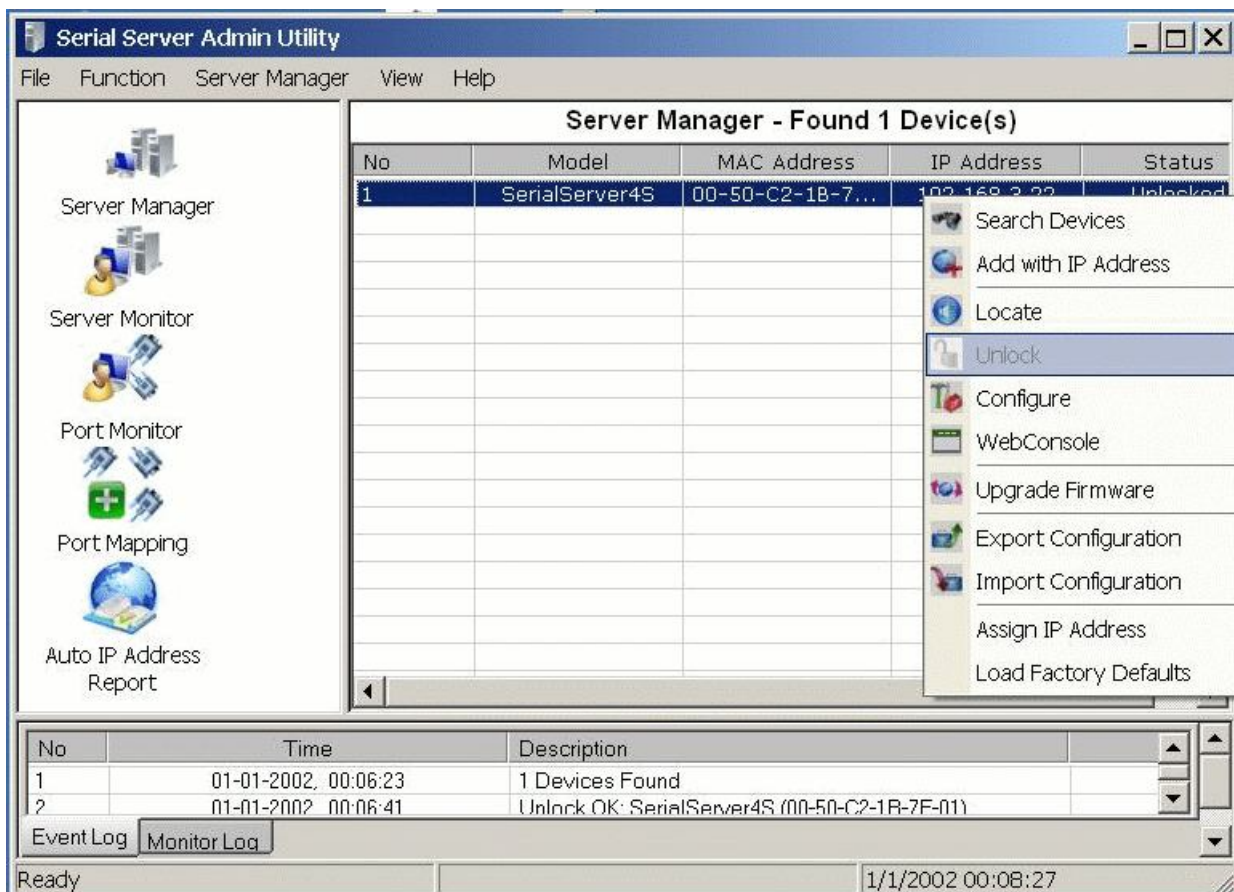 Serial Server Admin Utility
File Function Server Manager View Help
Server Manager
Server Monitor
Port Monitor
Port Mapping
Auto IP Address
Report
Server Manager - Found 1 Device(s)
No Model MAC Address IP Address Status
1 SerialServer4S 00-50-C2-1B-7... 192.168.3.22 Unlocked
Search Devices
Add with IP Address
Locate
Unlock
Configure
WebConsole
Upgrade Firmware
Export Configuration
Import Configuration
Assign IP Address
Load Factory Defaults
No Time Description
1 01-01-2002, 00:06:23 1 Devices Found
2 01-01-2002, 00:06:41 Unlock OK: SerialServer4S (00-50-C2-1B-7E-01)
Event Log Monitor Log
Ready 1/1/2002 00:08:27